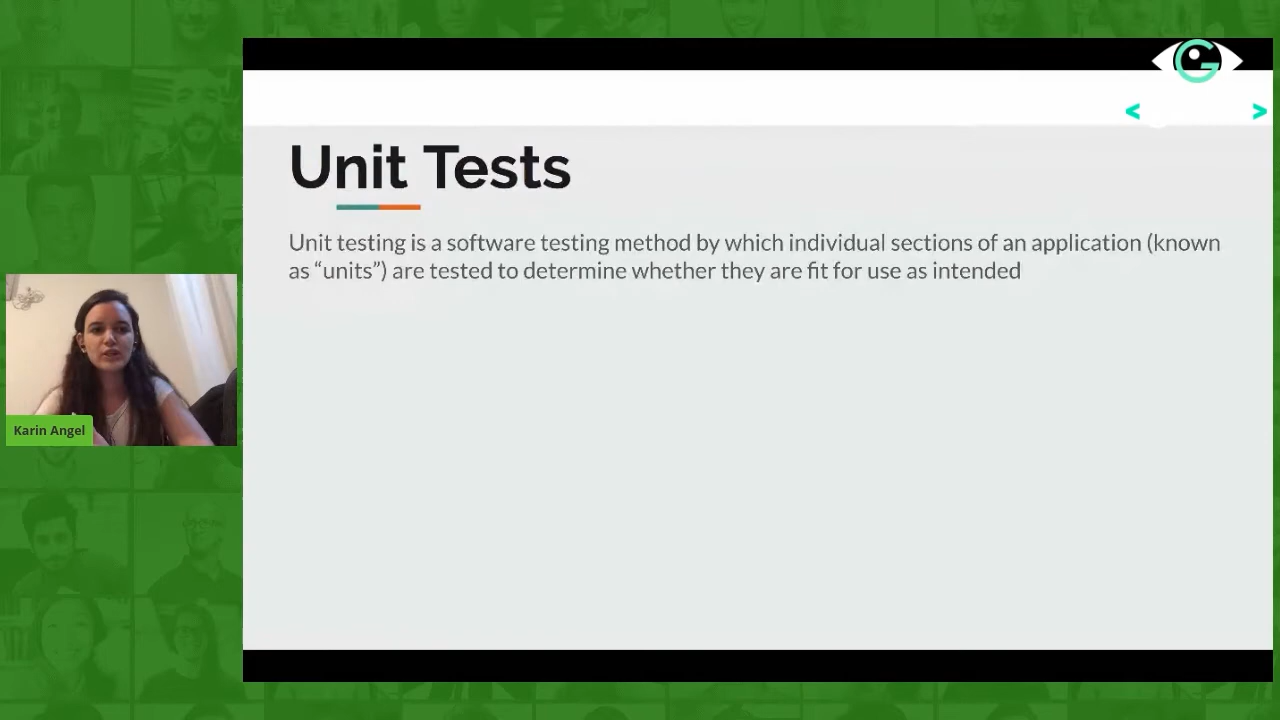 Unit Tests
Unit testing is a software testing method by which individual sections of an application (known
as “units”) are tested to determine whether they are fit for use as intended
Karin Angel
G
< >